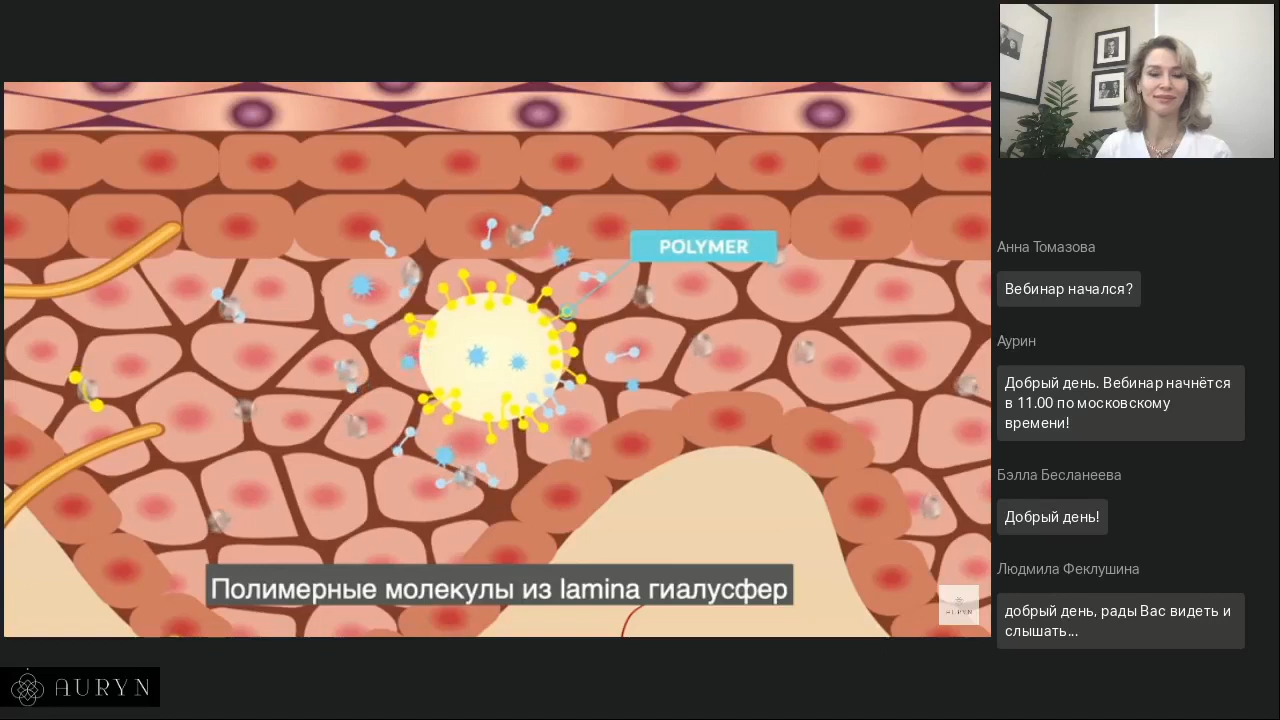 POLYMER
Полимерные молекулы из lamina гиалусфер
AURYN
AURYN
Анна Томазова
Вебинар начался?
Аурин
Добрый день. Вебинар начнётся
в 11.00 по московскому
времени!
Бэлла Бесланеева
Добрый день!
Людмила Феклушина
добрый день, рады Вас видеть и
слышать...